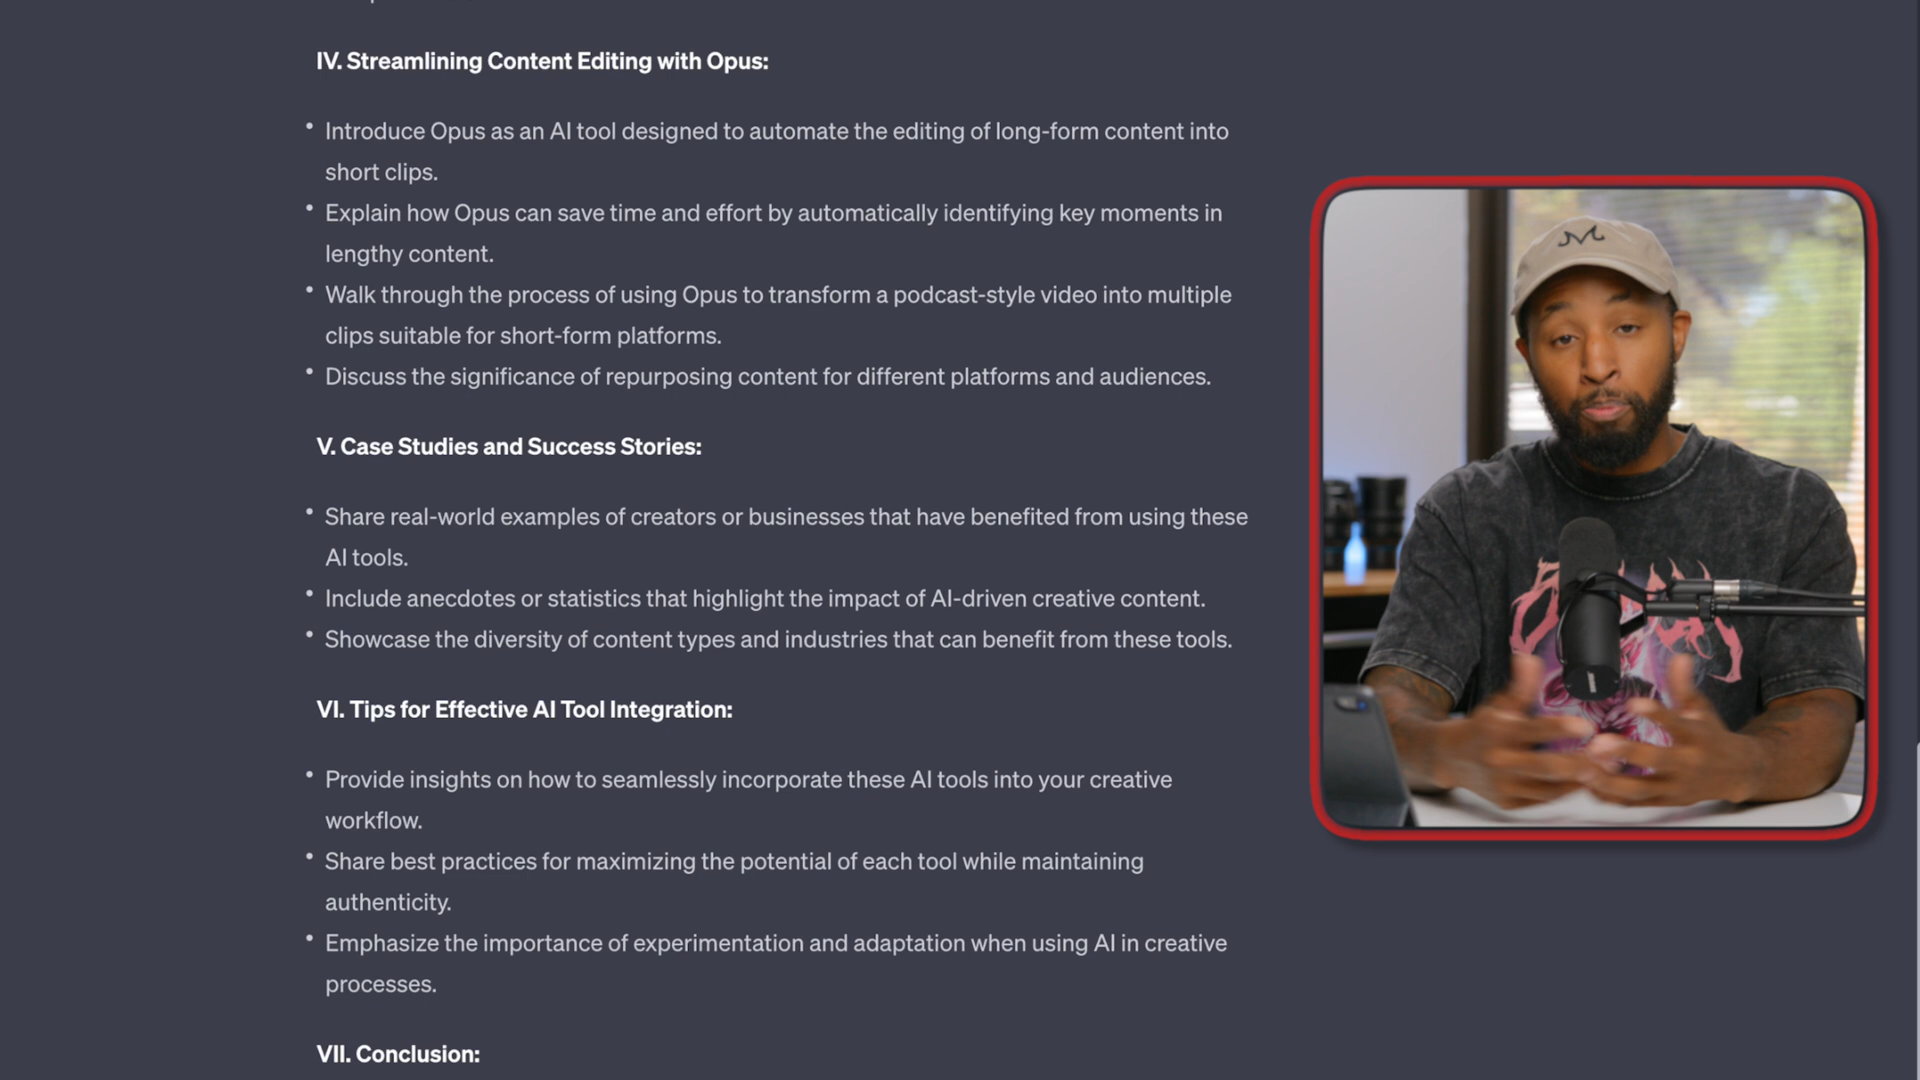 IV. Streamlining Content Editing with Opus:
• Introduce Opus as an AI tool designed to automate the editing of long-form content into
short clips.
• Explain how Opus can save time and effort by automatically identifying key moments in
lengthy content.
• Walk through the process of using Opus to transform a podcast-style video into multiple
clips suitable for short-form platforms.
• Discuss the significance of repurposing content for different platforms and audiences.
V. Case Studies and Success Stories:
• Share real-world examples of creators or businesses that have benefited from using these
AI tools.
• Include anecdotes or statistics that highlight the impact of AI-driven creative content.
• Showcase the diversity of content types and industries that can benefit from these tools.
VI. Tips for Effective AI Tool Integration:
• Provide insights on how to seamlessly incorporate these AI tools into your creative
workflow.
• Share best practices for maximizing the potential of each tool while maintaining
authenticity.
• Emphasize the importance of experimentation and adaptation when using AI in creative
processes.
VII. Conclusion: